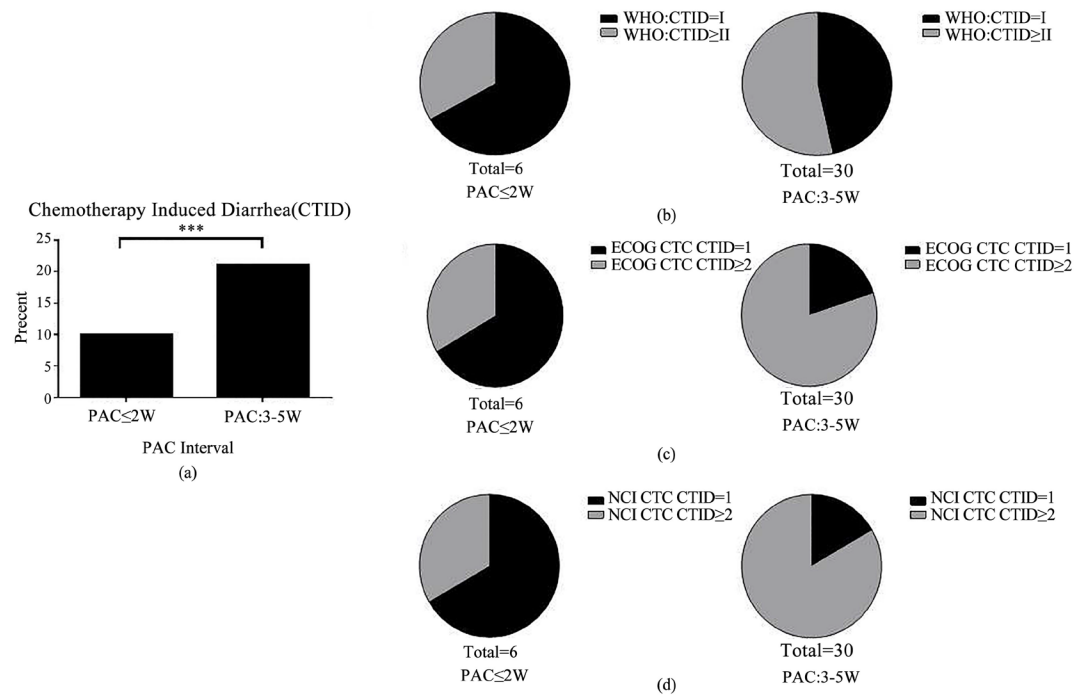 Chemotherapy Induced Diarrhea(CTID)
***
25
20
15
10
5
0
Precent
PAC≤2W
PAC:3-5W
PAC Interval
(a)
WHO:CTID=I
WHO:CTID≥II
Total=6
PAC≤2W
WHO:CTID=I
WHO:CTID≥II
Total=30
PAC:3-5W
(b)
ECOG CTC CTID=1
ECOG CTC CTID≥2
Total=6
PAC≤2W
ECOG CTC CTID=1
ECOG CTC CTID≥2
Total=30
PAC:3-5W
(c)
NCI CTC CTID=1
NCI CTC CTID≥2
Total=6
PAC≤2W
NCI CTC CTID=1
NCI CTC CTID≥2
Total=30
PAC:3-5W
(d)